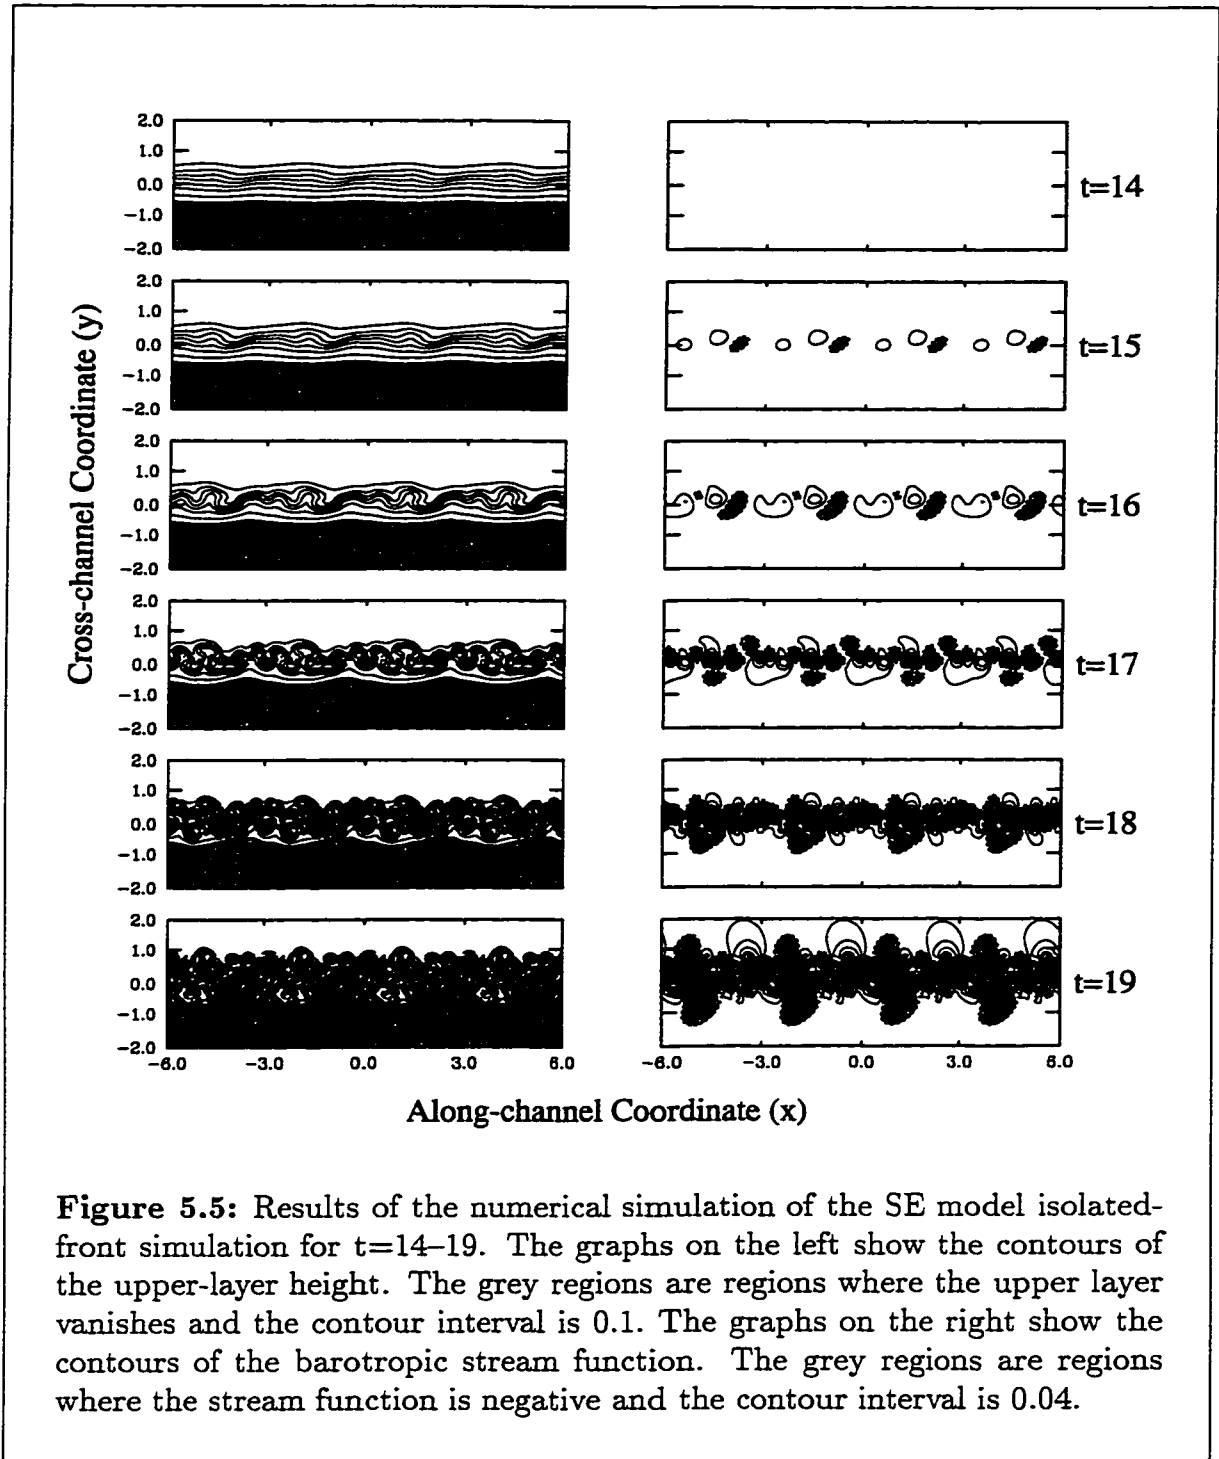 2.0
1.0
0.0
−1.0
−2.0
t=14
2.0
1.0
0.0
−1.0
−2.0
t=15
2.0
1.0
0.0
−1.0
−2.0
t=16
2.0
1.0
0.0
−1.0
−2.0
t=17
2.0
1.0
0.0
−1.0
−2.0
t=18
2.0
1.0
0.0
−1.0
−2.0
t=19
Cross-channel Coordinate (y)
−6.0 −3.0 0.0 3.0 6.0 −6.0 −3.0 0.0 3.0 6.0
Along-channel Coordinate (x)
Figure 5.5: Results of the numerical simulation of the SE model isolated-
front simulation for t=14–19. The graphs on the left show the contours of
the upper-layer height. The grey regions are regions where the upper layer
vanishes and the contour interval is 0.1. The graphs on the right show the
contours of the barotropic stream function. The grey regions are regions
where the stream function is negative and the contour interval is 0.04.